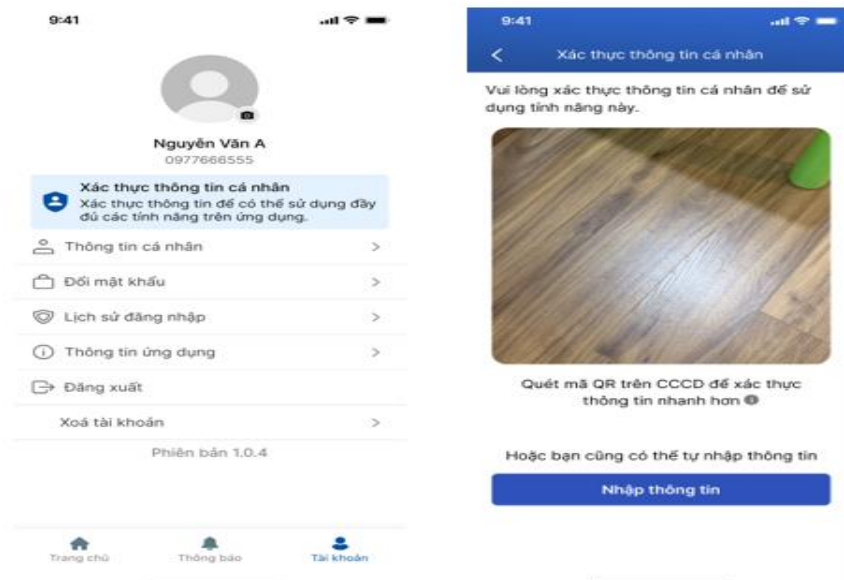 9:41
Nguyễn Văn A
0977666555
Xác thực thông tin cá nhân
Xác thực thông tin để có thể sử dụng đầy
đủ các tính năng trên ứng dụng.
Thông tin cá nhân
Đổi mật khẩu
Lịch sử đăng nhập
Thông tin ứng dụng
Đăng xuất
Xoá tài khoản
Phiên bản 1.0.4
Trang chủ
Thông báo
Tài khoản
9:41
Xác thực thông tin cá nhân
Vui lòng xác thực thông tin cá nhân để sử
dụng tính năng này.
Quét mã QR trên CCCD để xác thực
thông tin nhanh hơn
Hoặc bạn cũng có thể tự nhập thông tin
Nhập thông tin